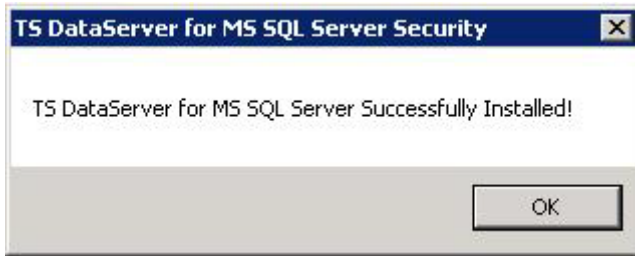 TS DataServer for MS SQL Server Security
TS DataServer for MS SQL Server Successfully Installed!
OK